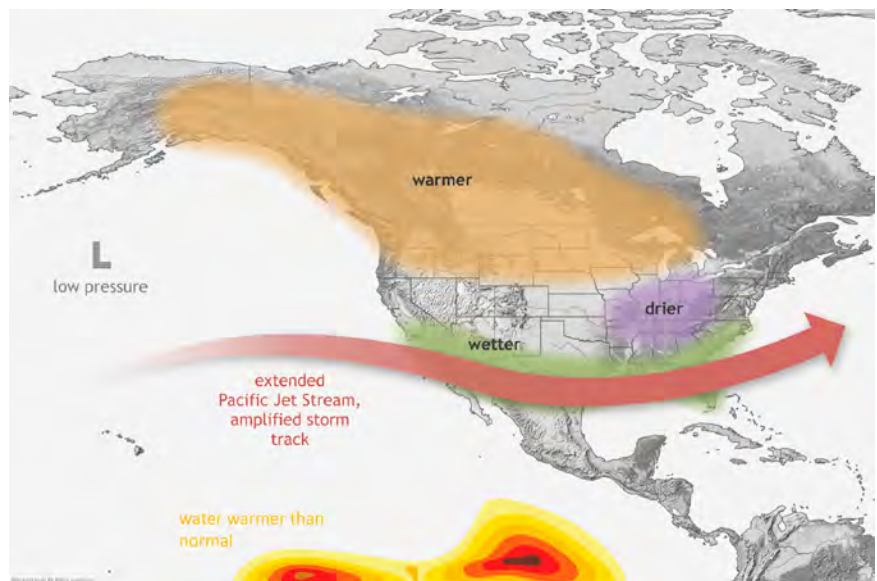 warmer
L
low pressure
drier
wetter
extended
Pacific Jet Stream,
amplified storm
track
water warmer than
normal